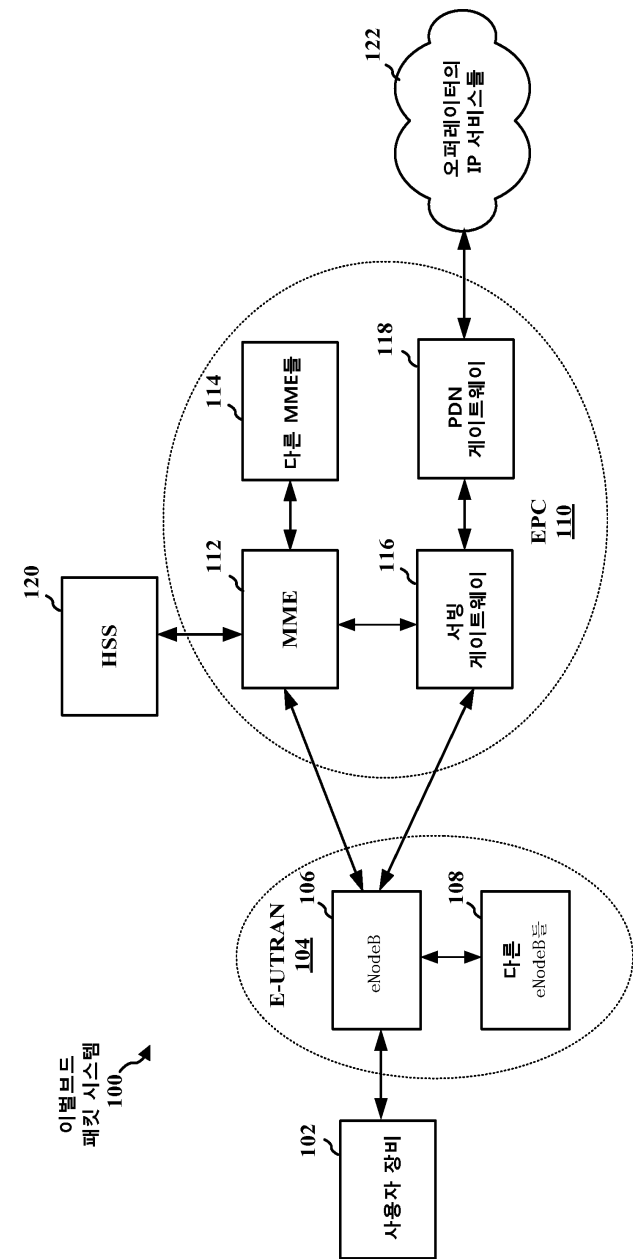 이벌브드
패킷 시스템
100
102
사용자 장비
E-UTRAN
104
106
eNodeB
108
다른
eNodeB들
120
HSS
112
MME
114
다른 MME들
116
서빙
게이트웨이
118
PDN
게이트웨이
EPC
110
122
오퍼레이터의
IP 서비스들